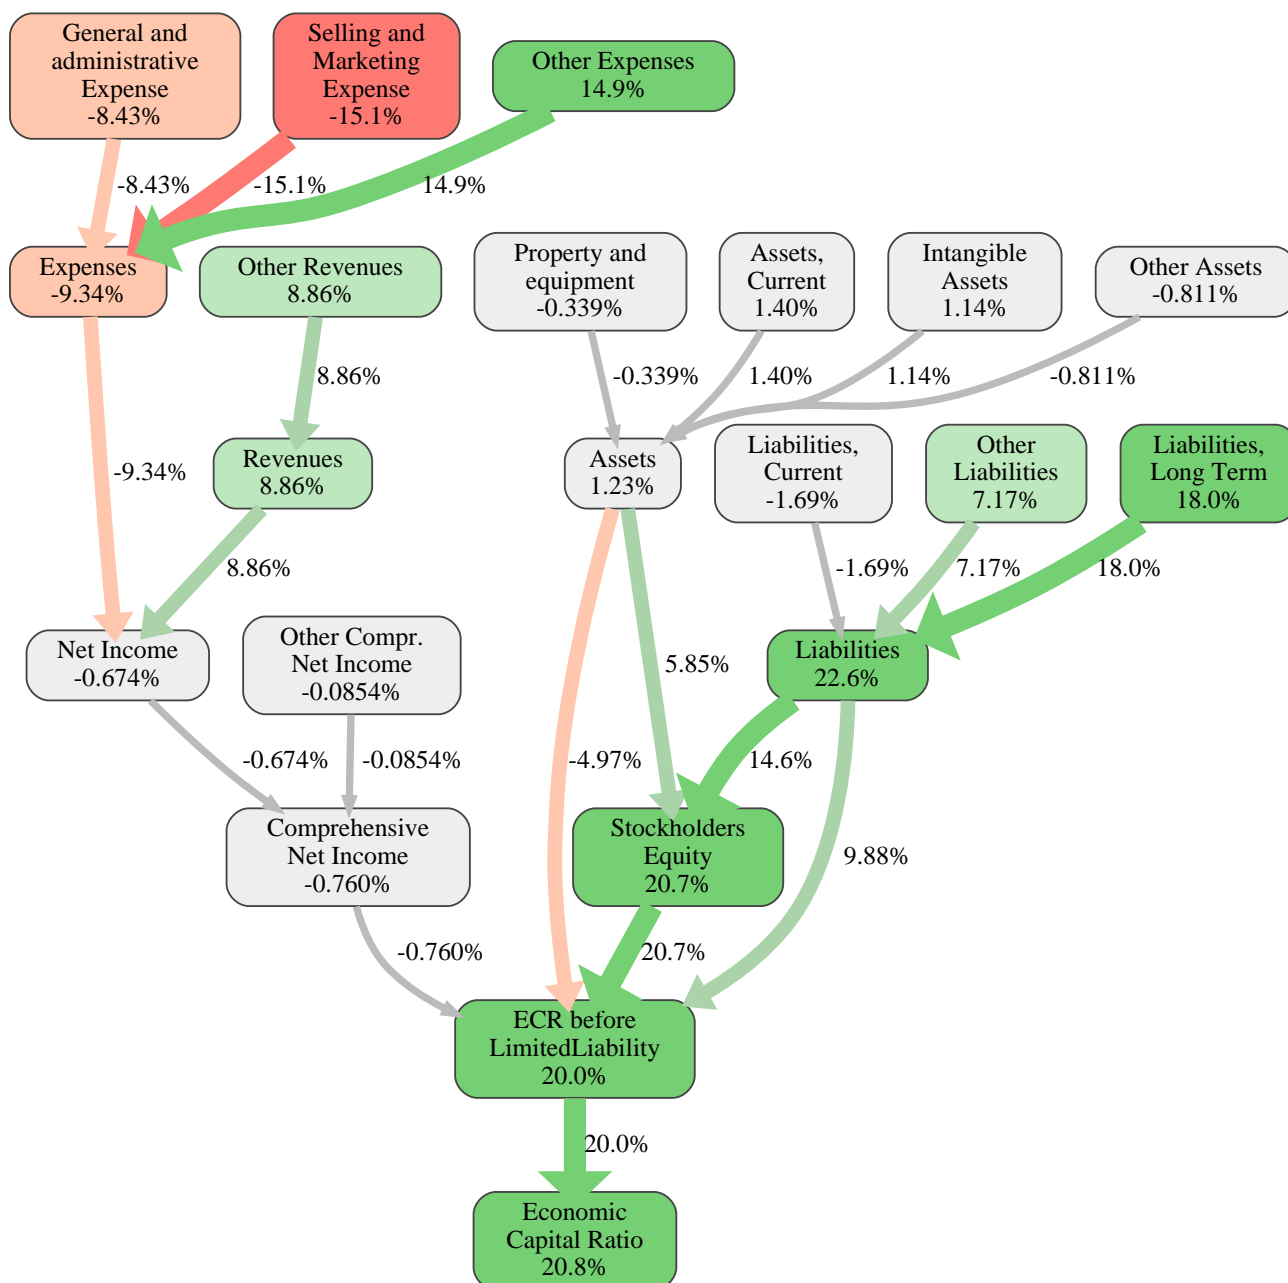 General and
administrative
Expense
-8.43%
Selling and
Marketing
Expense
-15.1%
Other Expenses
14.9%
-8.43%
-15.1%
14.9%
Expenses
-9.34%
Other Revenues
8.86%
Property and
equipment
-0.339%
Assets,
Current
1.40%
Intangible
Assets
1.14%
Other Assets
-0.811%
8.86%
-0.339%
1.40%
1.14%
-0.811%
-9.34%
Revenues
8.86%
Assets
1.23%
Liabilities,
Current
-1.69%
Other
Liabilities
7.17%
Liabilities,
Long Term
18.0%
8.86%
-1.69%
7.17%
18.0%
Net Income
-0.674%
Other Compr.
Net Income
-0.0854%
5.85%
Liabilities
22.6%
-0.674%
-0.0854%
-4.97%
14.6%
Comprehensive
Net Income
-0.760%
Stockholders
Equity
20.7%
9.88%
-0.760%
20.7%
ECR before
LimitedLiability
20.0%
20.0%
Economic
Capital Ratio
20.8%